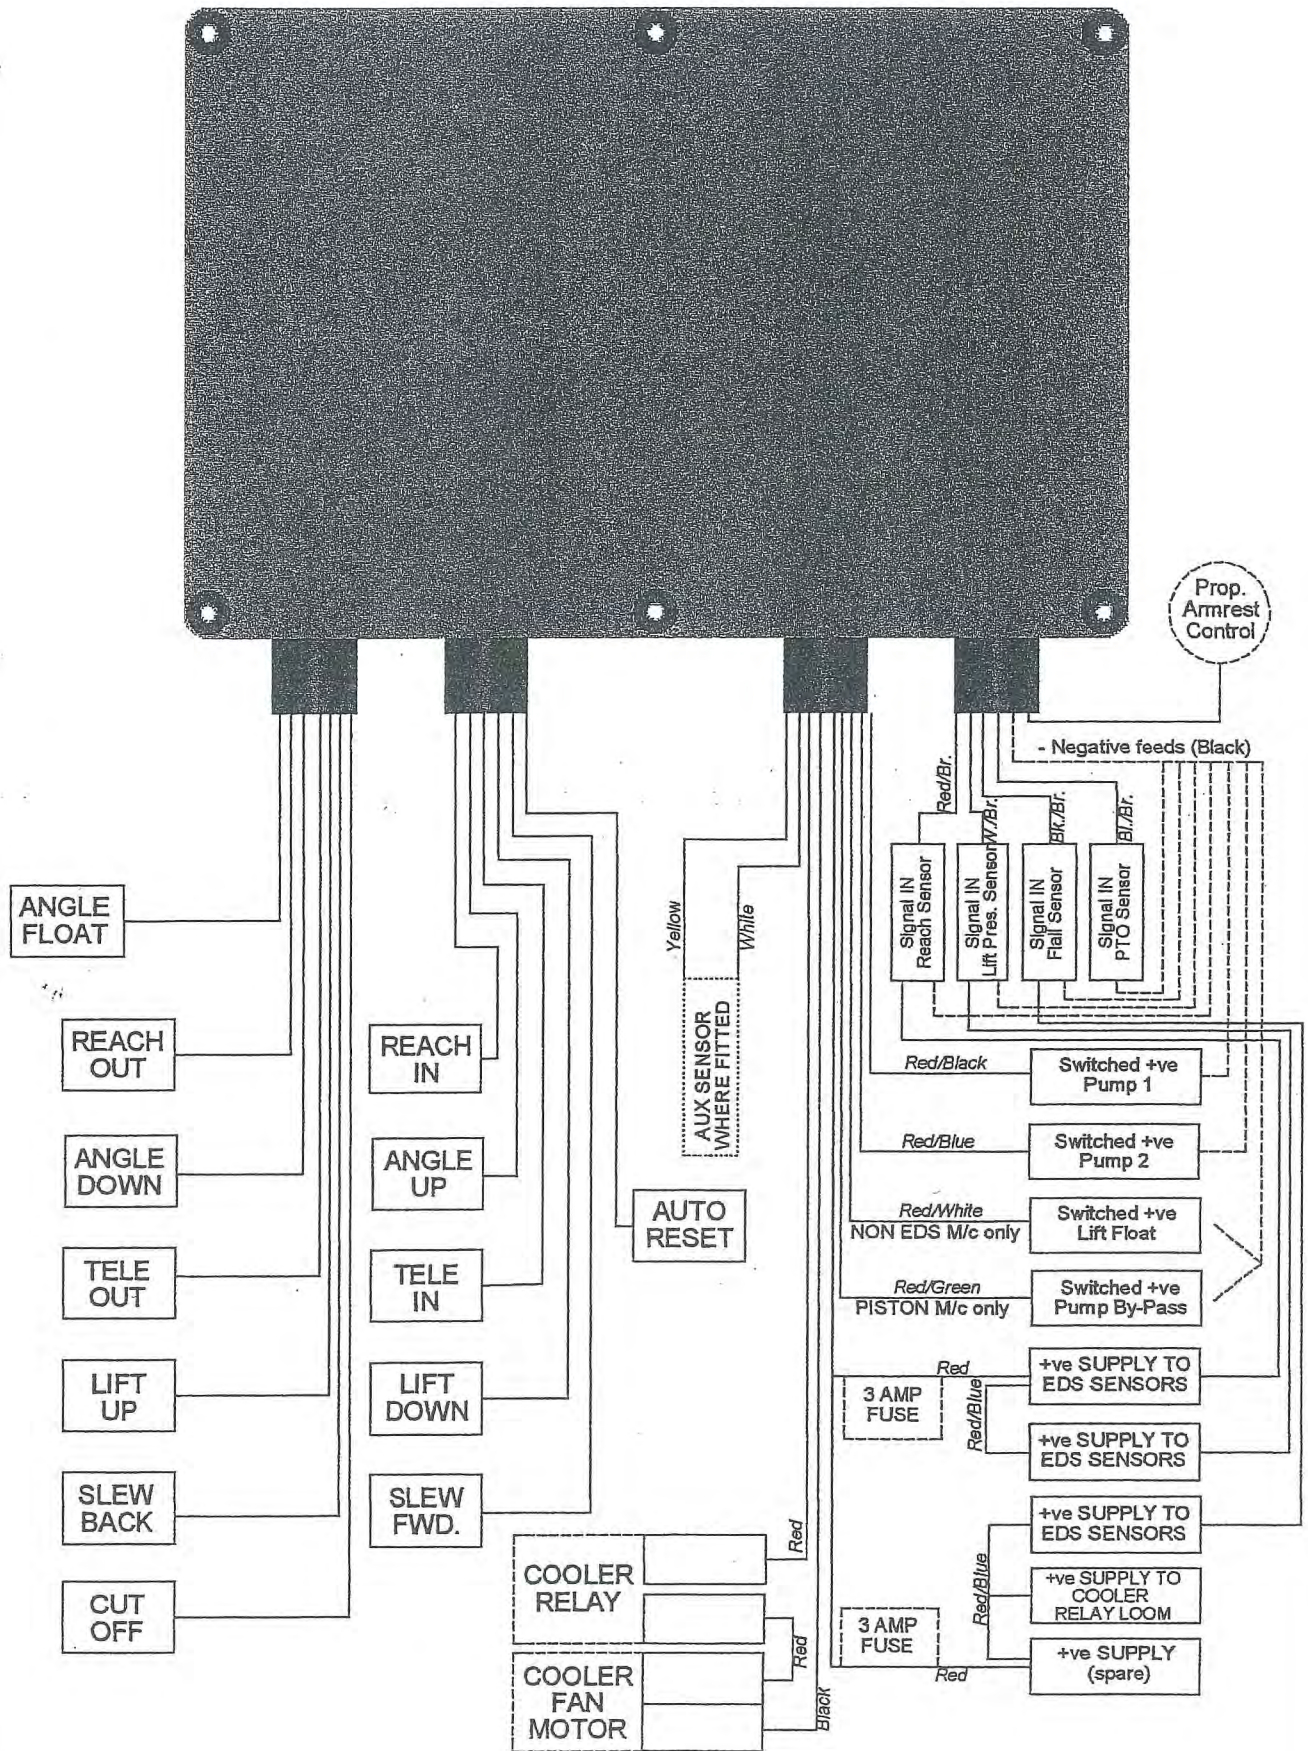 Prop.
Armrest
Control
- Negative feeds (Black)
Red/Br.
W./Br.
Bk./Br.
Bl./Br.
Signal IN
Reach Sensor
Signal IN
Lift Pres. Sensor
Signal IN
Flail Sensor
Signal IN
PTO Sensor
ANGLE
FLOAT
Yellow
White
AUX SENSOR
WHERE FITTED
REACH
OUT
REACH
IN
Red/Black
Switched +ve
Pump 1
ANGLE
DOWN
ANGLE
UP
Red/Blue
Switched +ve
Pump 2
AUTO
RESET
Red/White
NON EDS M/c only
Switched +ve
Lift Float
TELE
OUT
TELE
IN
Red/Green
PISTON M/c only
Switched +ve
Pump By-Pass
LIFT
UP
LIFT
DOWN
3 AMP
FUSE
Red
Red/Blue
+ve SUPPLY TO
EDS SENSORS
+ve SUPPLY TO
EDS SENSORS
SLEW
BACK
SLEW
FWD.
+ve SUPPLY TO
EDS SENSORS
Red
COOLER
RELAY
Red/Blue
+ve SUPPLY TO
COOLER
RELAY LOOM
CUT
OFF
Red
3 AMP
FUSE
Red
+ve SUPPLY
(spare)
COOLER
FAN
MOTOR
Black